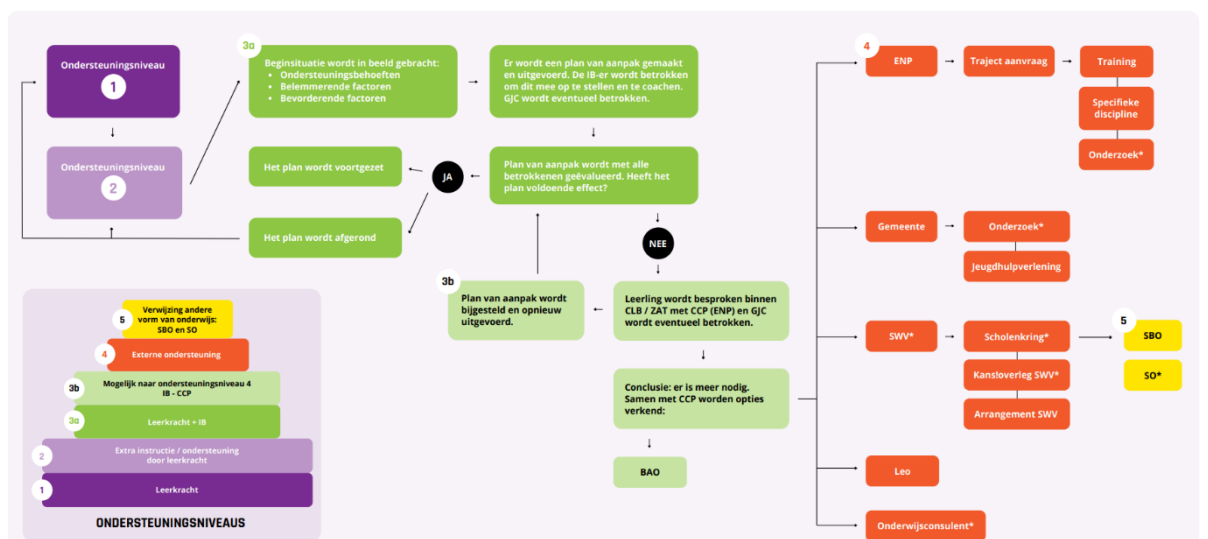 Ondersteuningsniveau
1
Ondersteuningsniveau
2
3a
Beginsituatie wordt in beeld gebracht:
• Ondersteuningsbehoeften
• Belemmerende factoren
• Bevorderende factoren
Er wordt een plan van aanpak gemaakt
en uitgevoerd. De IB-er wordt betrokken
om dit mee op te stellen en te coachen.
GJC wordt eventueel betrokken.
Het plan wordt voortgezet
JA
Plan van aanpak wordt met alle
betrokkenen geëvalueerd. Heeft het
plan voldoende effect?
Het plan wordt afgerond
NEE
3b
Plan van aanpak wordt
bijgesteld en opnieuw
uitgevoerd.
Leerling wordt besproken binnen
CLB / ZAT met CCP (ENP) en GJC
wordt eventueel betrokken.
Conclusie: er is meer nodig.
Samen met CCP worden opties
verkend:
BAO
4
ENP
Traject aanvraag
Training
Specifieke
discipline
Onderzoek*
Gemeente
Onderzoek*
Jeugdhulpverlening
SWV*
Scholenkring*
Kansloverleg SWV*
Arrangement SWV
5
SBO
SO*
Leo
Onderwijsconsulent*
5
Verwijzing andere
vorm van onderwijs:
SBO en SO
4
Externe ondersteuning
3b
Mogelijk naar ondersteuningsniveau 4
IB - CCP
3a
Leerkracht + IB
2
Extra instructie / ondersteuning
door leerkracht
1
Leerkracht
ONDERSTEUNINGSNIVEAUS